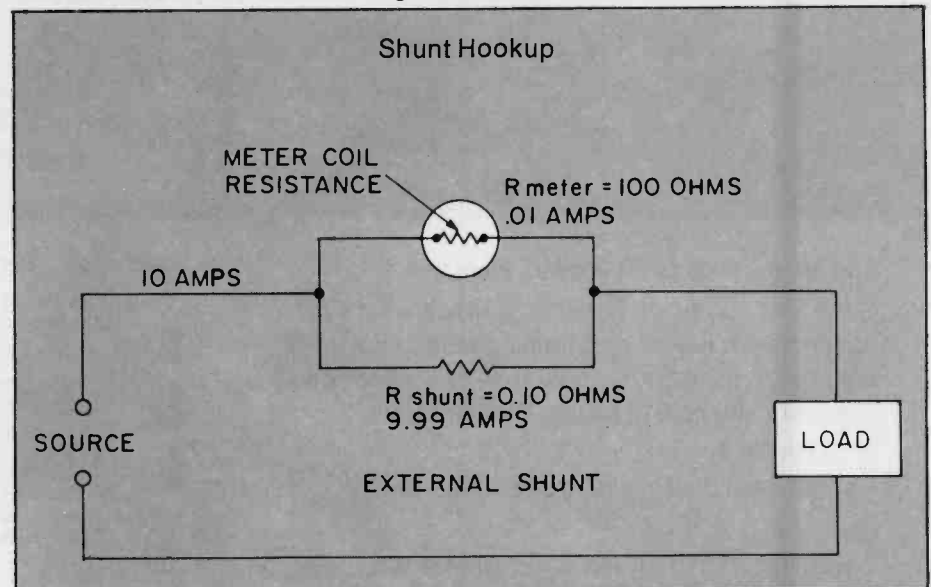 Shunt Hookup
METER COIL
RESISTANCE
R meter = 100 OHMS
.01 AMPS
10 AMPS
R shunt = 0.10 OHMS
9.99 AMPS
SOURCE
LOAD
EXTERNAL SHUNT